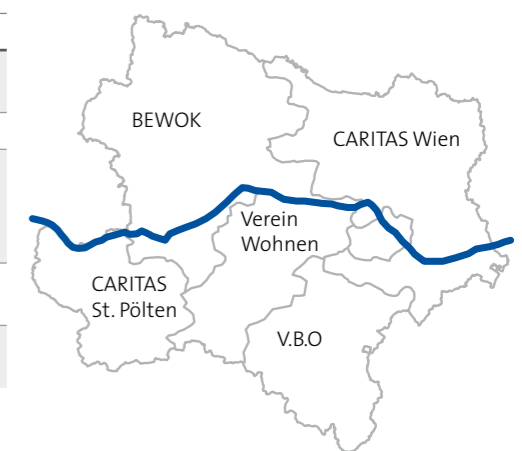 BEWOK
CARITAS Wien
Verein
Wohnen
CARITAS
St. Pölten
V.B.O